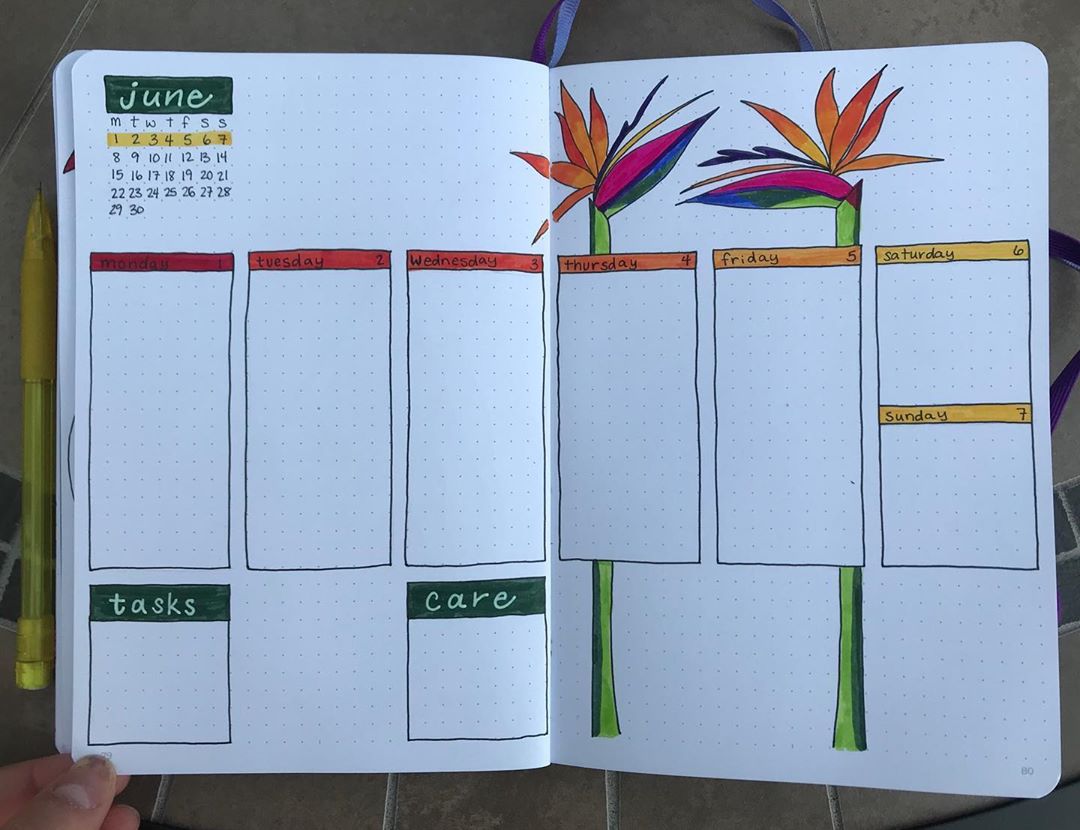 june
m t w t f s s
1 2 3 4 5 6 7
8 9 10 11 12 13 14
15 16 17 18 19 20 21
22 23 24 25 26 27 28
29 30
monday 1
tuesday 2
Wednesday 3
thursday 4
friday 5
saturday 6
sunday 7
tasks
care
80